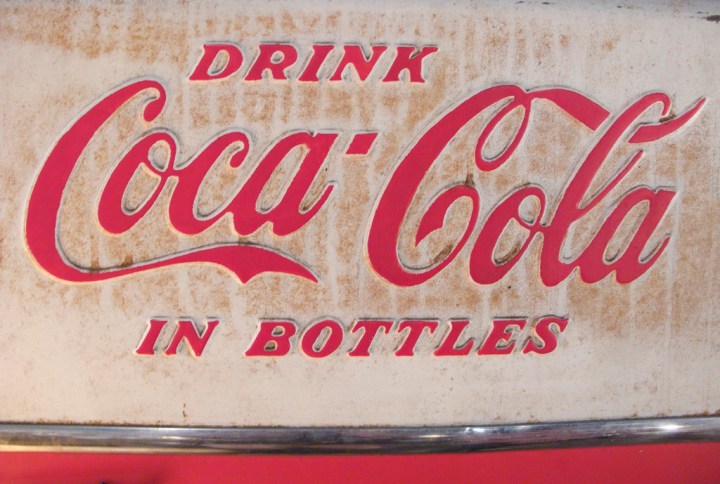 DRINK
Coca-Cola
IN BOTTLES